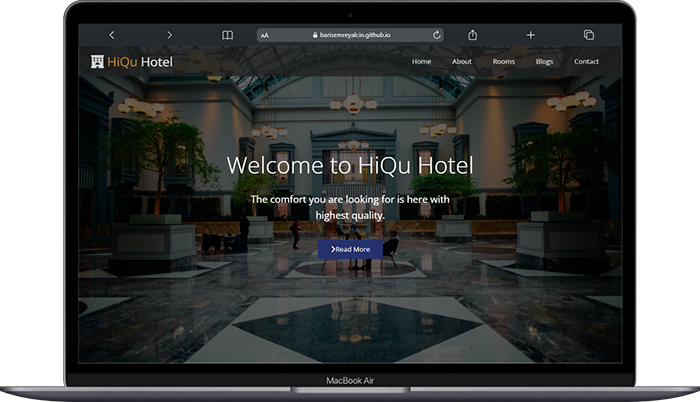 AA barisemreyalcin.github.io
HiQu Hotel Home About Rooms Blogs Contact
Welcome to HiQu Hotel
The comfort you are looking for is here with
highest quality.
Read More
MacBook Air